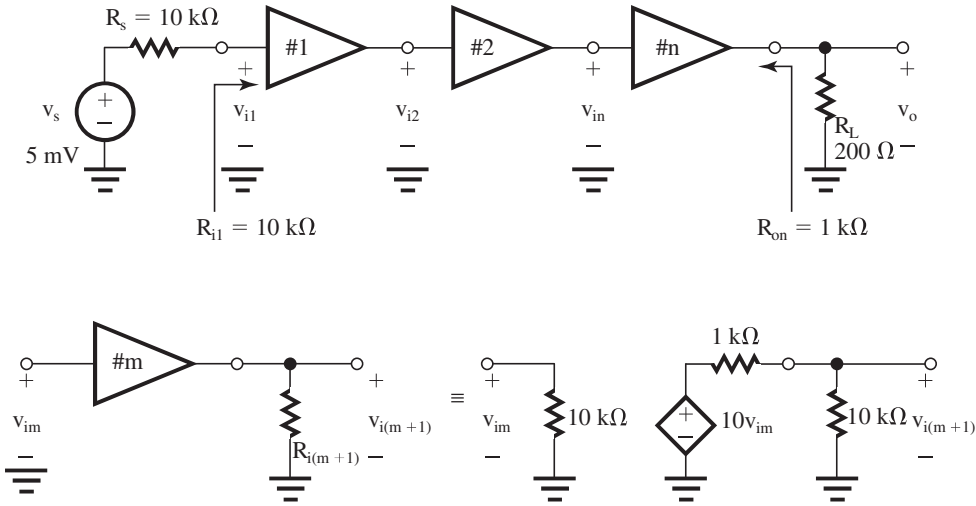 R_s = 10 kΩ
#1
#2
#n
v_s
+
−
5 mV
+
v_i1
−
+
v_i2
−
+
v_in
−
R_L
200 Ω
+
v_o
−
R_i1 = 10 kΩ
R_on = 1 kΩ
#m
+
v_im
−
R_i(m + 1)
+
v_i(m + 1)
−
≡
+
v_im
−
10 kΩ
1 kΩ
+
−
10v_im
10 kΩ
+
v_i(m + 1)
−